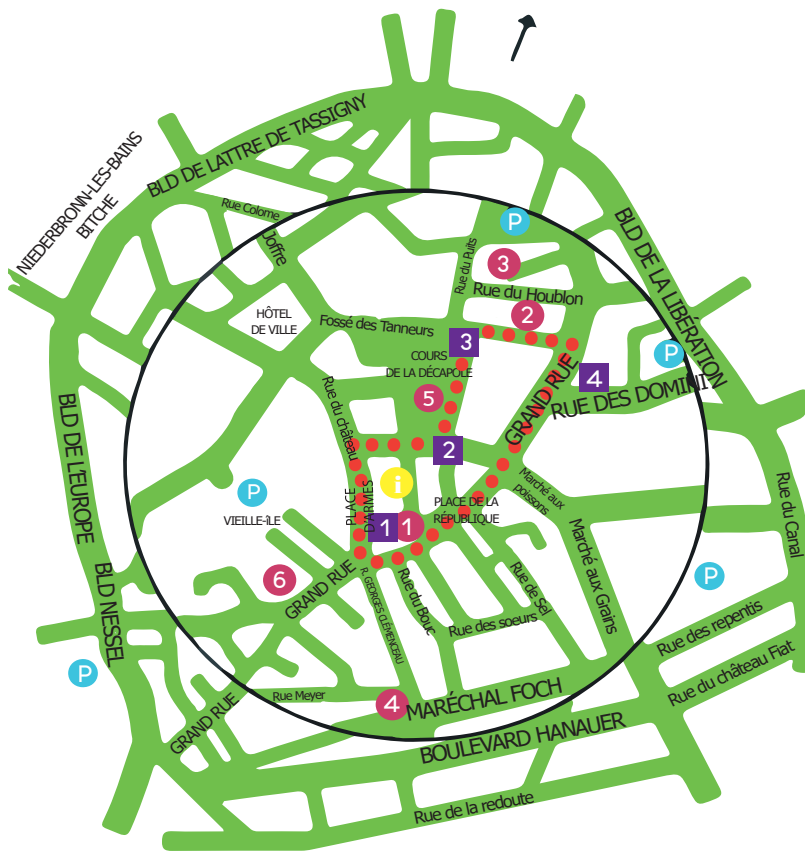 BLD DE LATTRE DE TASSIGNY
NIEDERBRONN-LES-BAINS
BITCHE
Rue Colome
Joffre
P
BLD DE LA LIBÉRATION
3
Rue du Puits
Rue du Houblon
2
HÔTEL
DE VILLE
Fossé des Tanneurs
3
COURS
DE LA DÉCAPOLE
P
4
RUE DES DOMINI
GRAND RUE
5
Rue du château
2
BLD DE L'EUROPE
P
VIEILLE-ÎLE
PLACE
D'ARMES
i
1
1
PLACE DE LA
RÉPUBLIQUE
Marché aux
poissons
Marché aux Grains
Rue du Canal
P
6
GRAND RUE
R. GEORGES CLÉMENCEAU
Rue du Bouc
Rue de Sel
Rue des soeurs
BLD NESSEL
P
Rue des repentis
Rue du château Fiat
Rue Meyer
4
MARÉCHAL FOCH
GRAND RUE
BOULEVARD HANAUER
Rue de la redoute